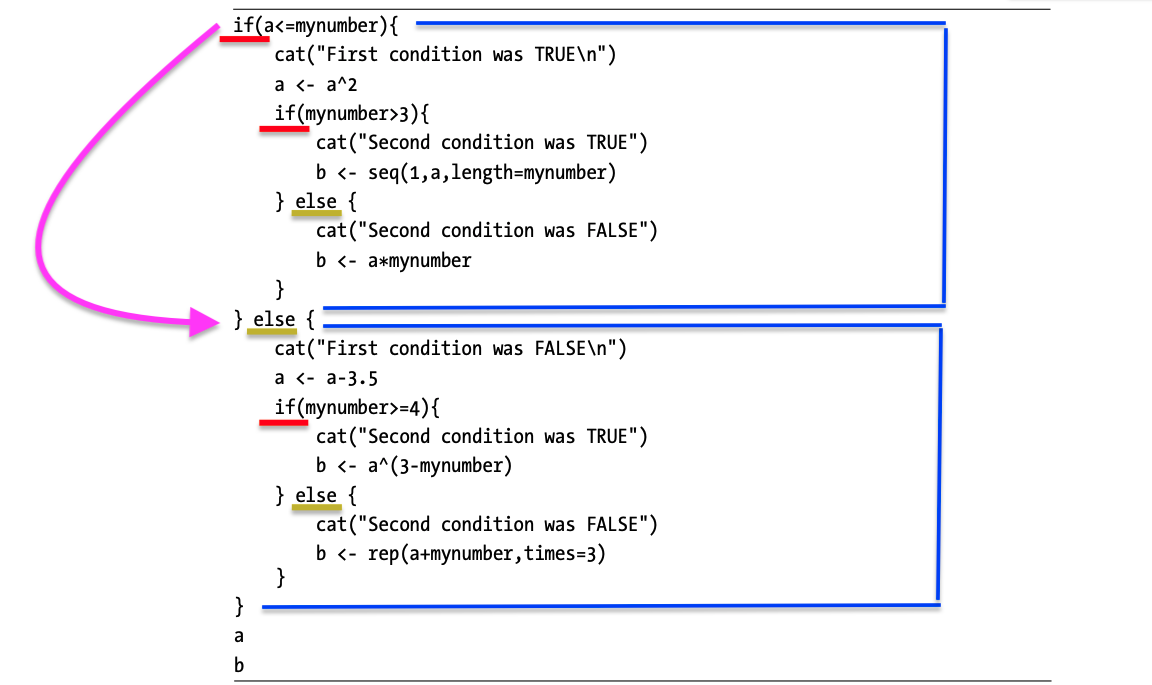 if(a<=mynumber){
    cat("First condition was TRUE\n")
    a <- a^2
    if(mynumber>3){
        cat("Second condition was TRUE")
        b <- seq(1,a,length=mynumber)
    } else {
        cat("Second condition was FALSE")
        b <- a*mynumber
    }
} else {
    cat("First condition was FALSE\n")
    a <- a-3.5
    if(mynumber>=4){
        cat("Second condition was TRUE")
        b <- a^(3-mynumber)
    } else {
        cat("Second condition was FALSE")
        b <- rep(a+mynumber,times=3)
    }
}
a
b